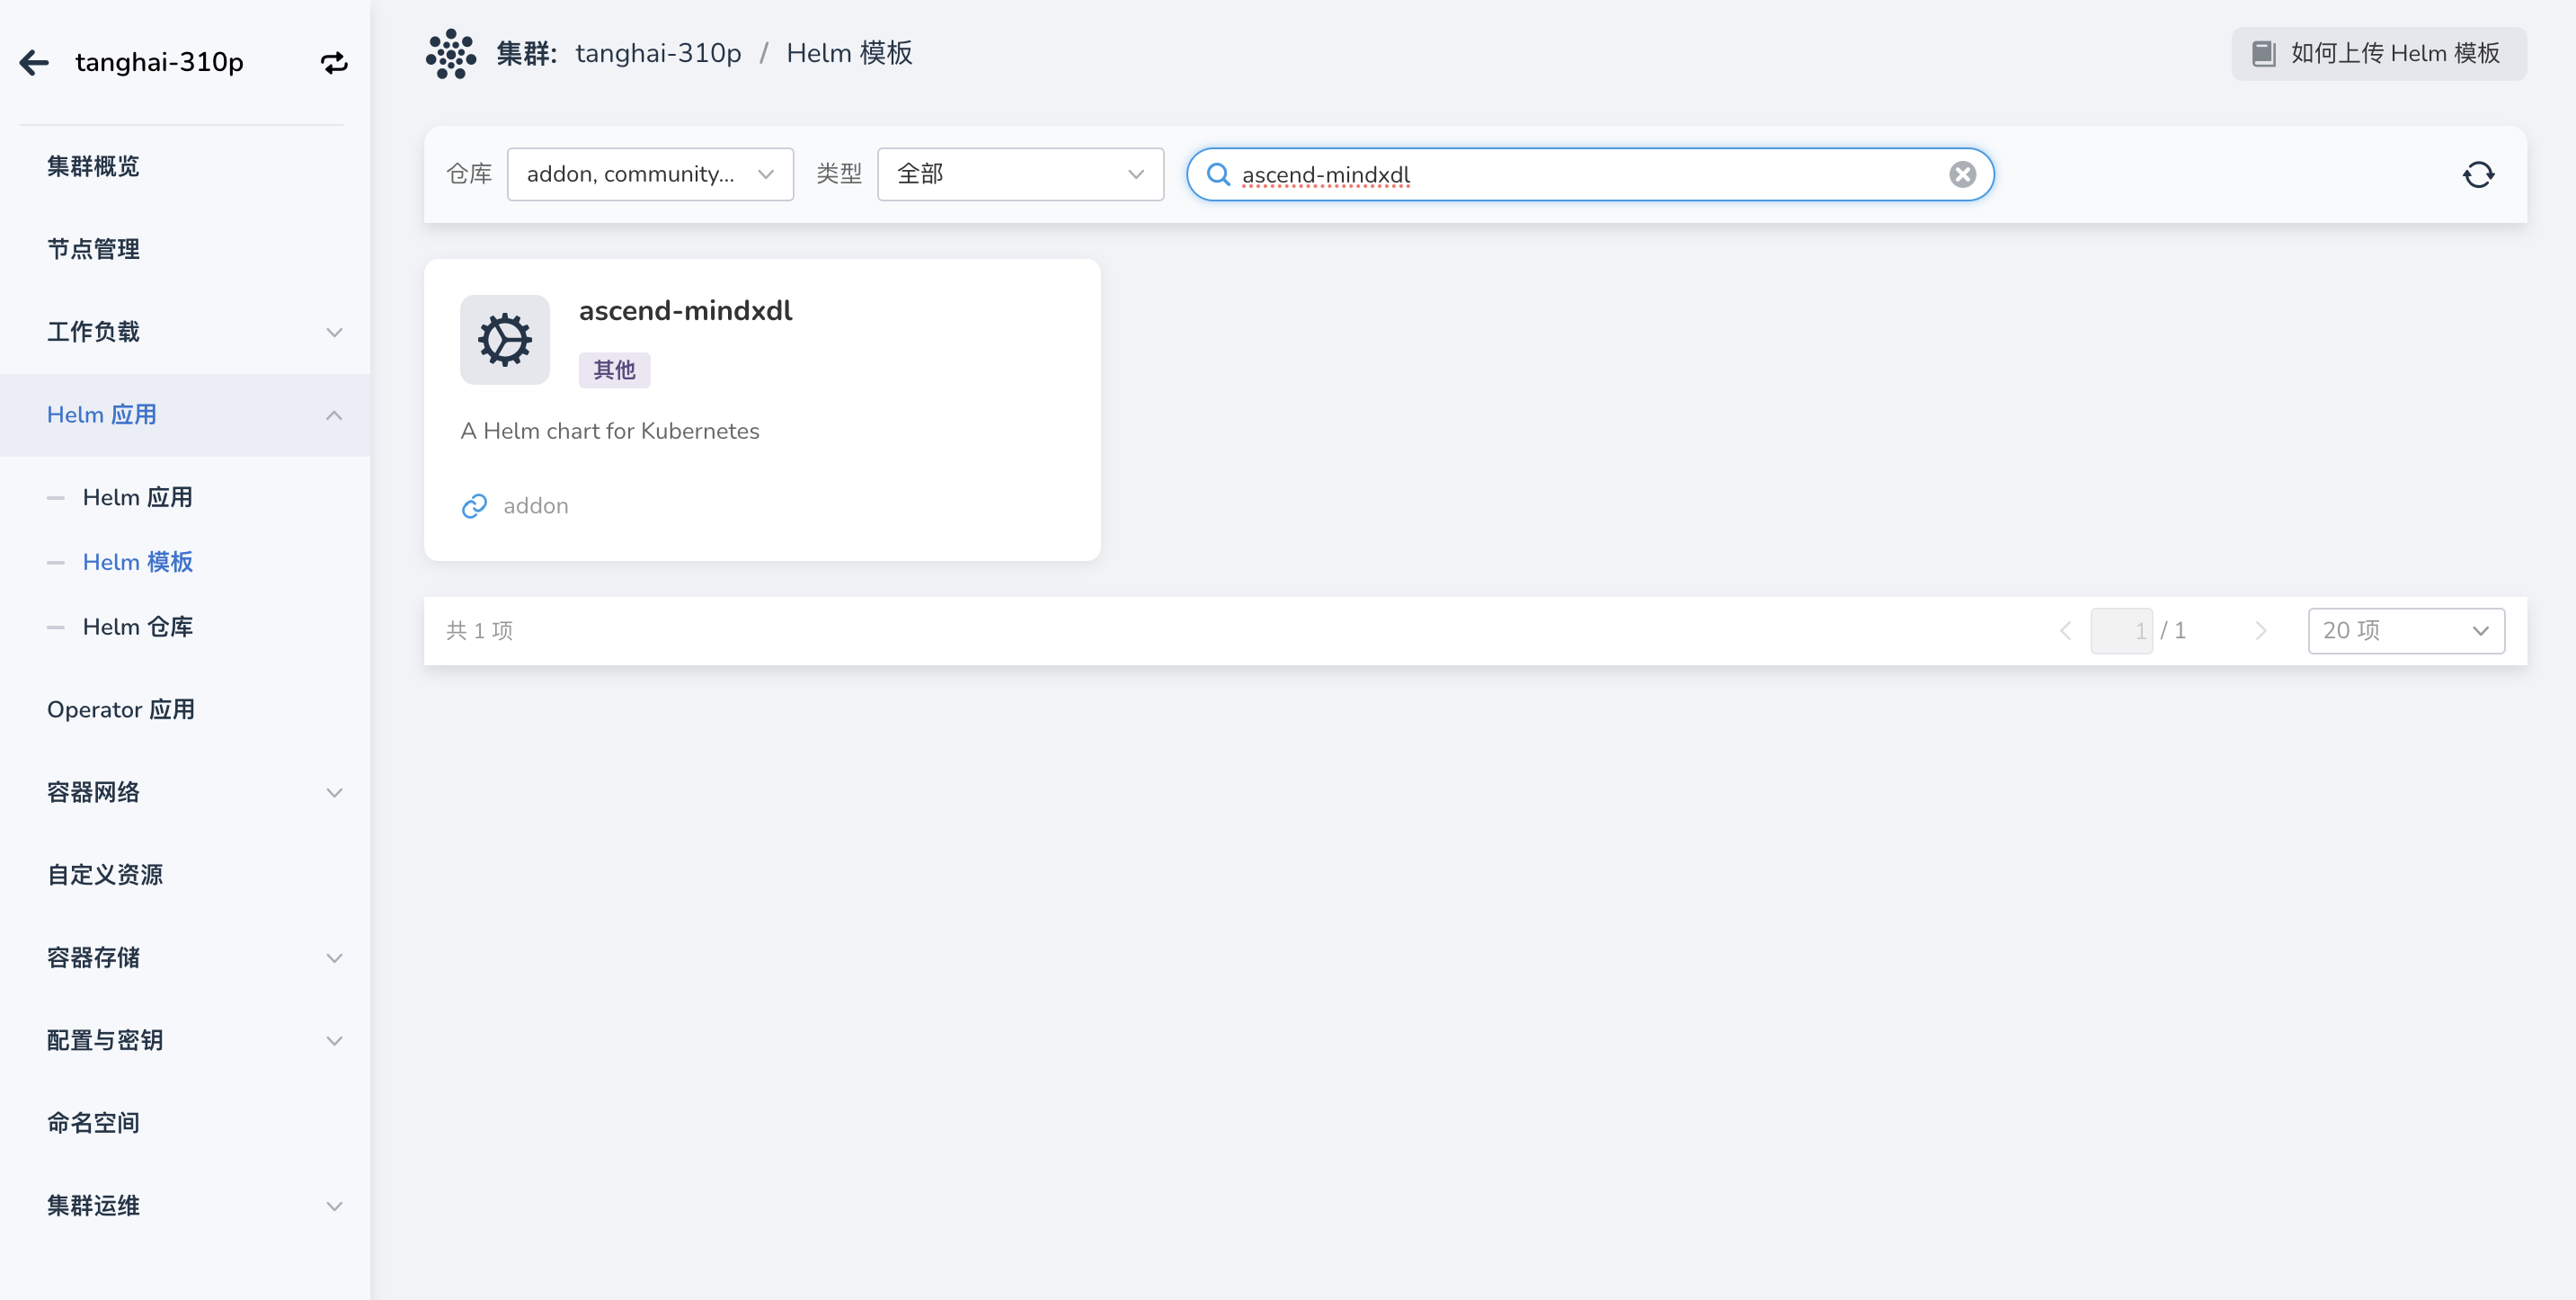 tanghai-310p
集群概览
节点管理
工作负载
Helm 应用
Helm 应用
Helm 模板
Helm 仓库
Operator 应用
容器网络
自定义资源
容器存储
配置与密钥
命名空间
集群运维
集群: tanghai-310p / Helm 模板
如何上传 Helm 模板
仓库 addon, community... 类型 全部 ascend-mindxdl
ascend-mindxdl
其他
A Helm chart for Kubernetes
addon
共 1 项 1 / 1 20 项